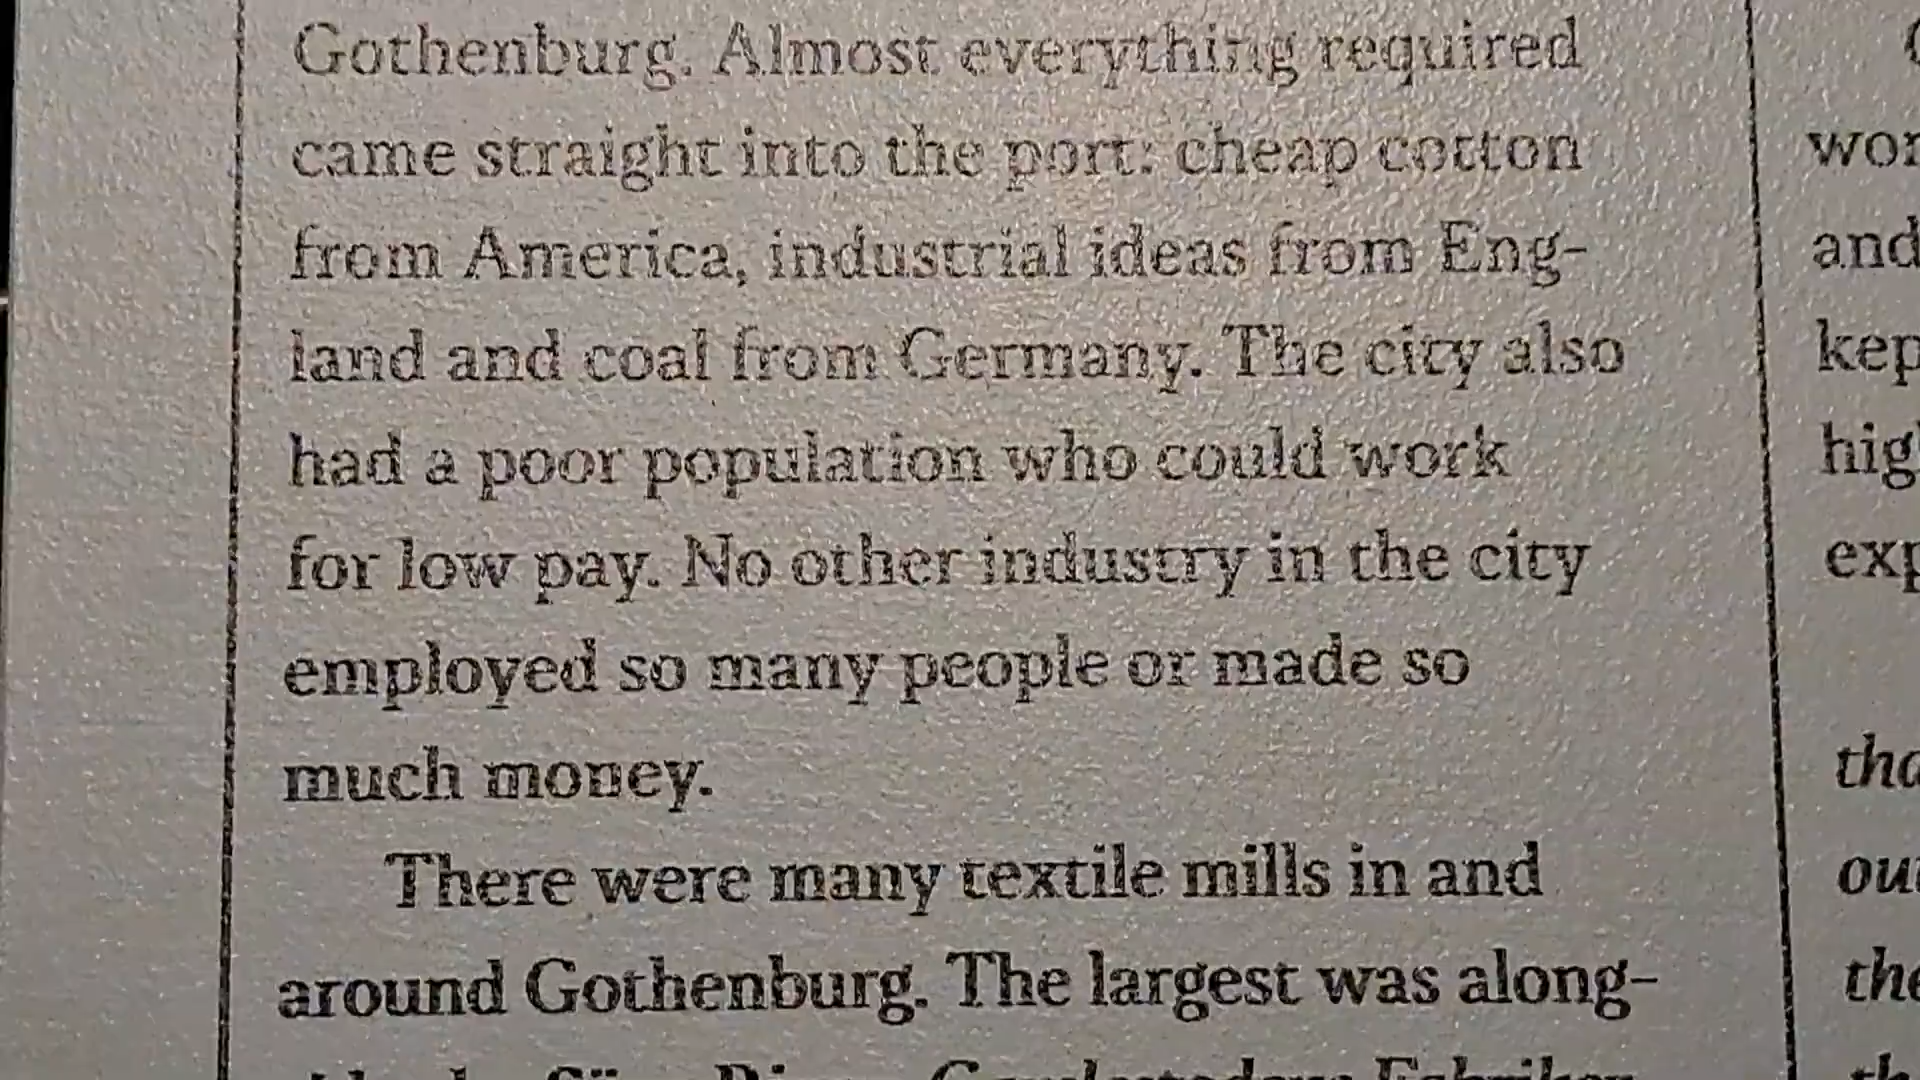 Gothenburg. Almost everything required
came straight into the port: cheap cotton
from America, industrial ideas from Eng-
land and coal from Germany. The city also
had a poor population who could work
for low pay. No other industry in the city
employed so many people or made so
much money.
There were many textile mills in and
around Gothenburg. The largest was along-
and